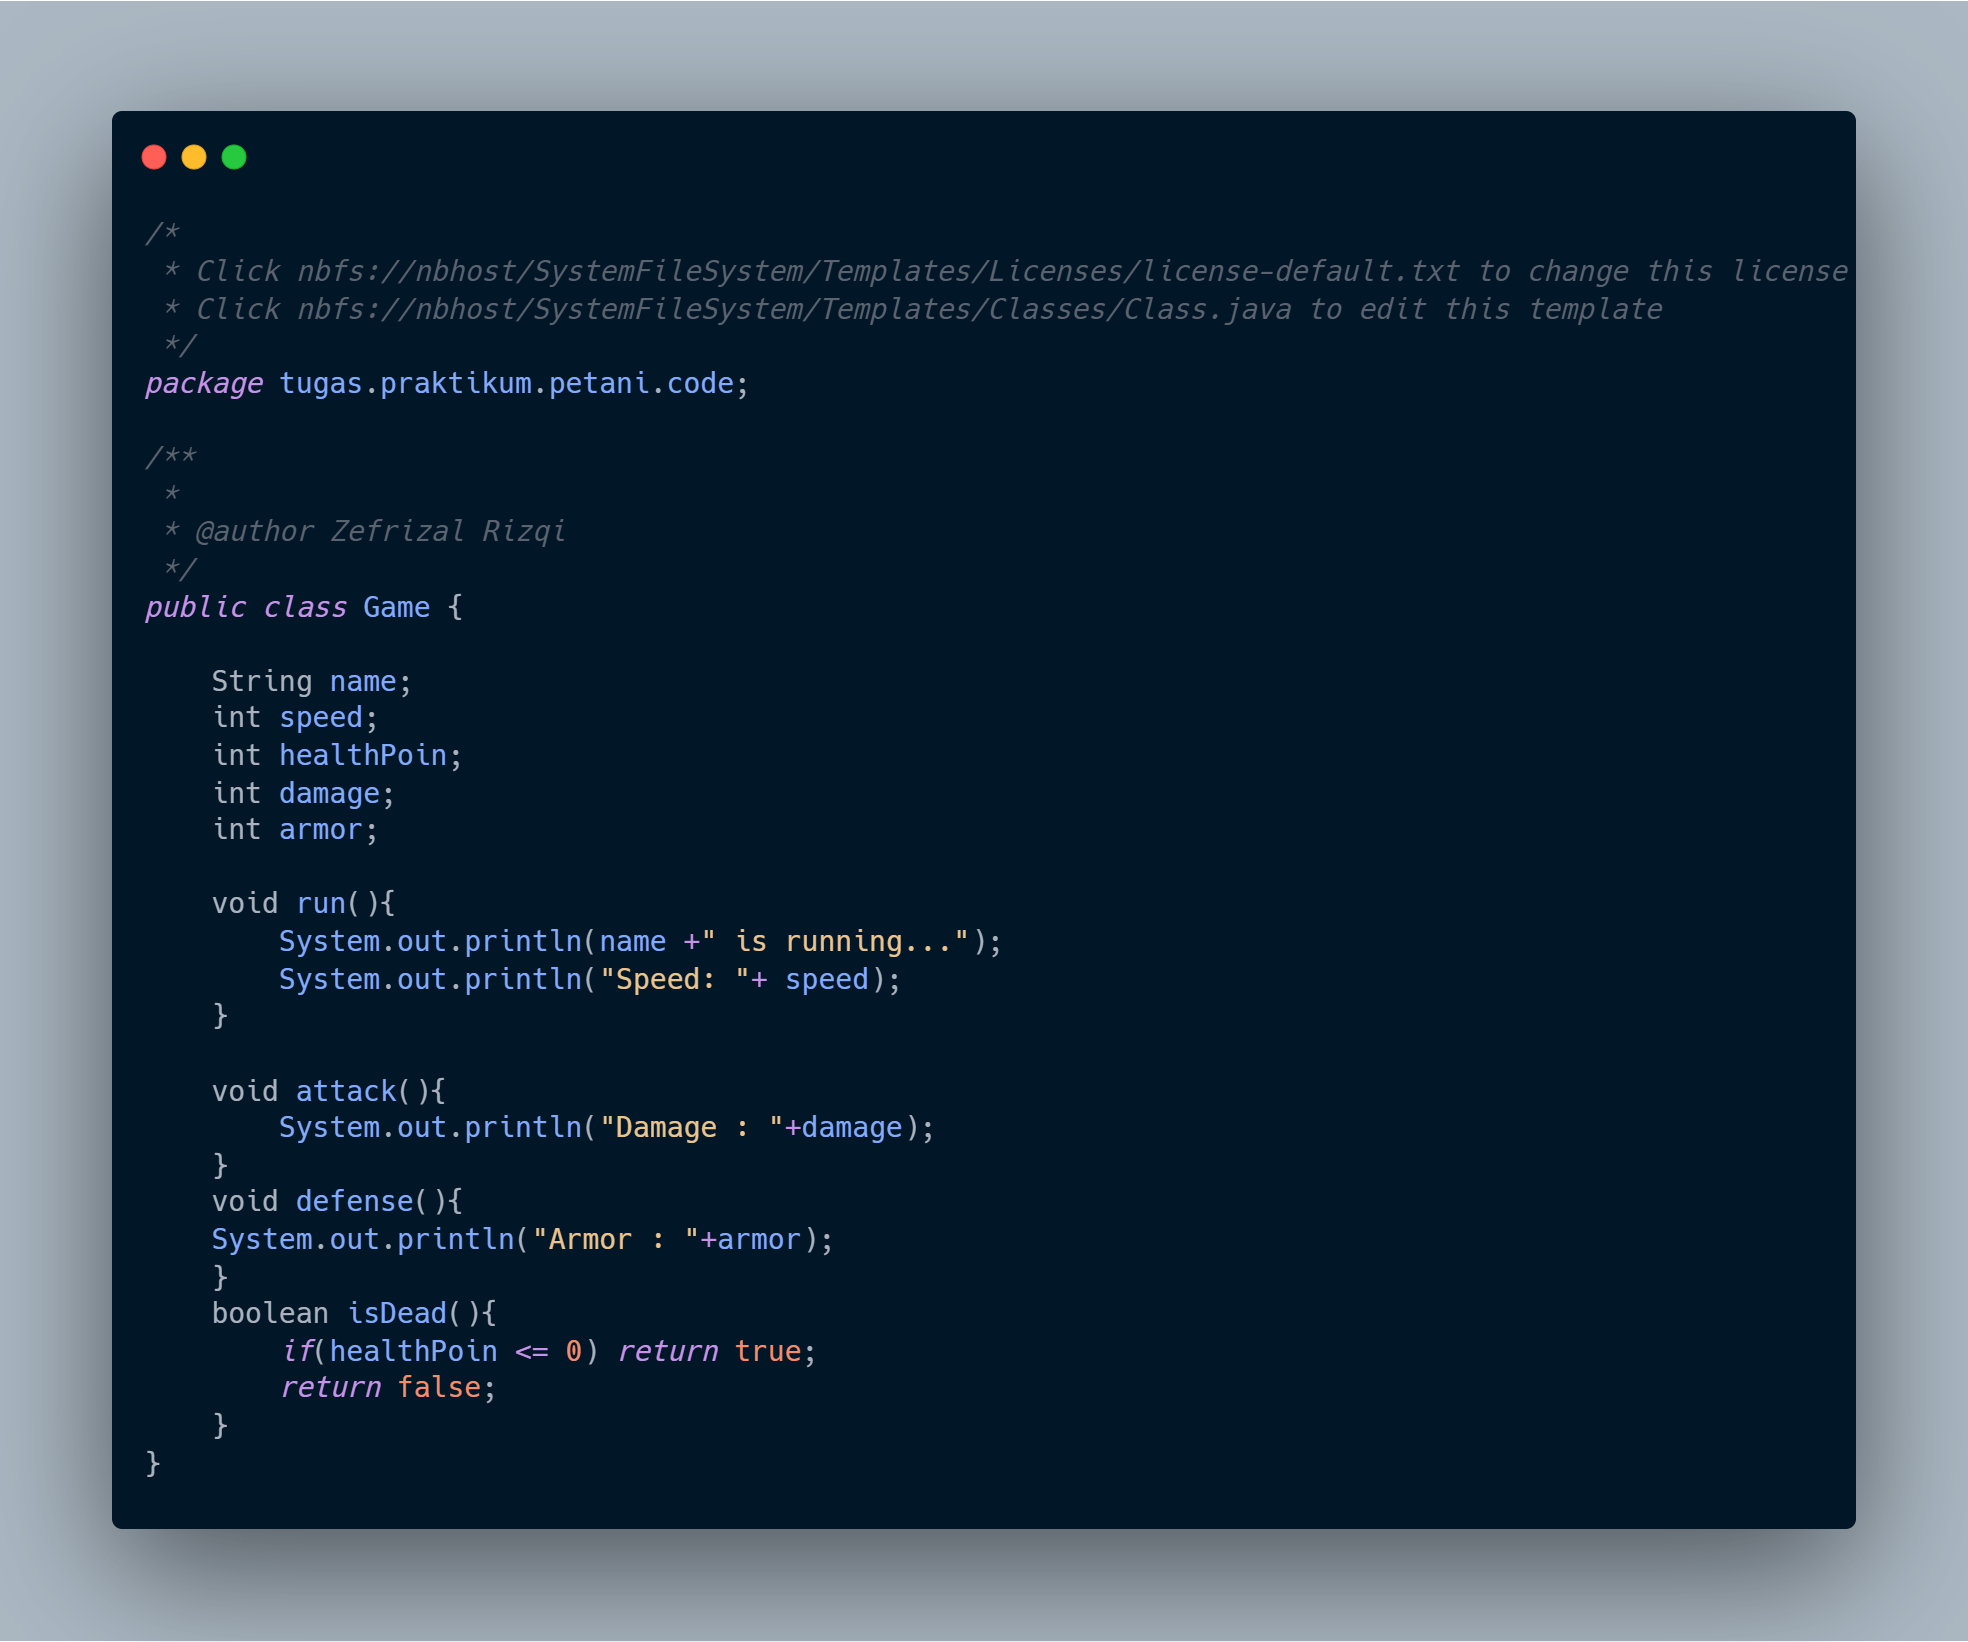 /*
 * Click nbfs://nbhost/SystemFileSystem/Templates/Licenses/license-default.txt to change this license
 * Click nbfs://nbhost/SystemFileSystem/Templates/Classes/Class.java to edit this template
 */
package tugas.praktikum.petani.code;

/**
 *
 * @author Zefrizal Rizqi
 */
public class Game {

    String name;
    int speed;
    int healthPoin;
    int damage;
    int armor;

    void run(){
        System.out.println(name +" is running...");
        System.out.println("Speed: "+ speed);
    }

    void attack(){
        System.out.println("Damage : "+damage);
    }
    void defense(){
    System.out.println("Armor : "+armor);
    }
    boolean isDead(){
        if(healthPoin <= 0) return true;
        return false;
    }
}